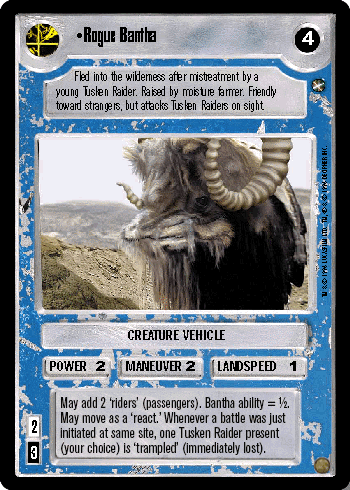 •Rogue Bantha
4
Fled into the wilderness after mistreatment by a
young Tusken Raider. Raised by moisture farmer. Friendly
toward strangers, but attacks Tusken Raiders on sight.
CREATURE VEHICLE
POWER 2 MANEUVER 2 LANDSPEED 1
May add 2 ‘riders’ (passengers). Bantha ability = ½.
May move as a ‘react.’ Whenever a battle was just
initiated at same site, one Tusken Raider present
(your choice) is ‘trampled’ (immediately lost).
2
3